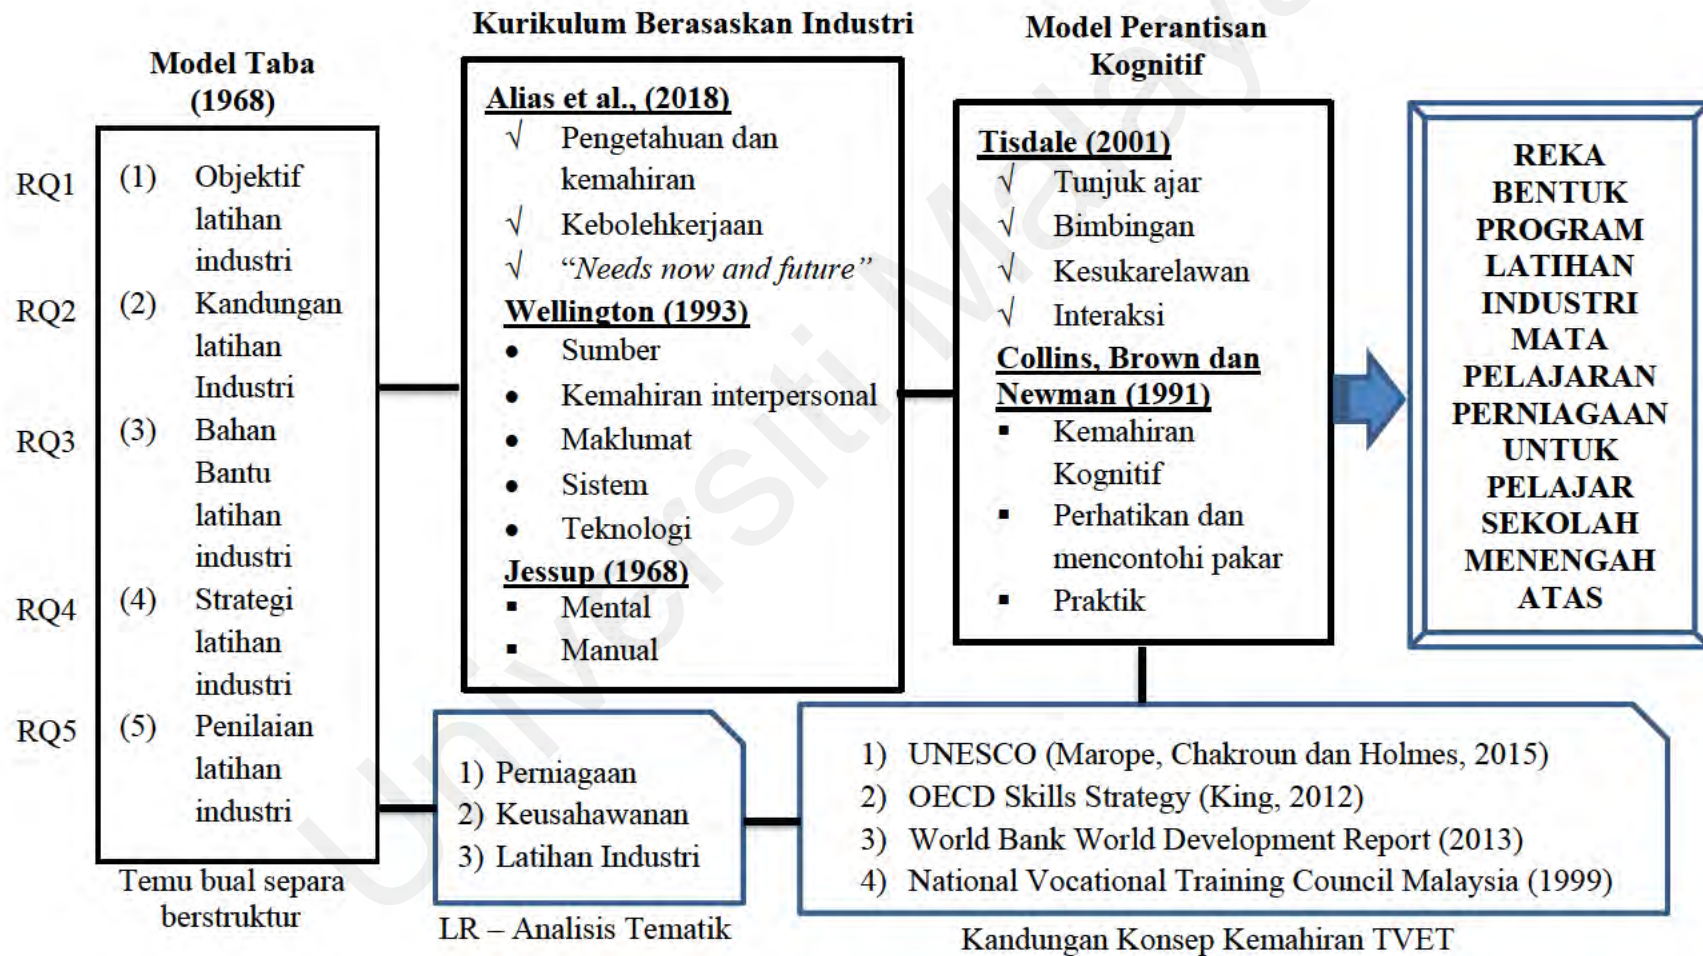 Kurikulum Berasaskan Industri
Model Perantisan
Kognitif
Model Taba
(1968)
RQ1
(1) Objektif
latihan
industri
RQ2
(2) Kandungan
latihan
Industri
RQ3
(3) Bahan
Bantu
latihan
industri
RQ4
(4) Strategi
latihan
industri
RQ5
(5) Penilaian
latihan
industri
Temu bual separa
berstruktur
Alias et al., (2018)
√ Pengetahuan dan
kemahiran
√ Kebolehkerjaan
√ “Needs now and future”
Wellington (1993)
● Sumber
● Kemahiran interpersonal
● Maklumat
● Sistem
● Teknologi
Jessup (1968)
▪ Mental
▪ Manual
Tisdale (2001)
√ Tunjuk ajar
√ Bimbingan
√ Kesukarelawan
√ Interaksi
Collins, Brown dan
Newman (1991)
▪ Kemahiran
Kognitif
▪ Perhatikan dan
mencontohi pakar
▪ Praktik
REKA
BENTUK
PROGRAM
LATIHAN
INDUSTRI
MATA
PELAJARAN
PERNIAGAAN
UNTUK
PELAJAR
SEKOLAH
MENENGAH
ATAS
1) Perniagaan
2) Keusahawanan
3) Latihan Industri
LR – Analisis Tematik
1) UNESCO (Marope, Chakroun dan Holmes, 2015)
2) OECD Skills Strategy (King, 2012)
3) World Bank World Development Report (2013)
4) National Vocational Training Council Malaysia (1999)
Kandungan Konsep Kemahiran TVET
Universiti Malaya